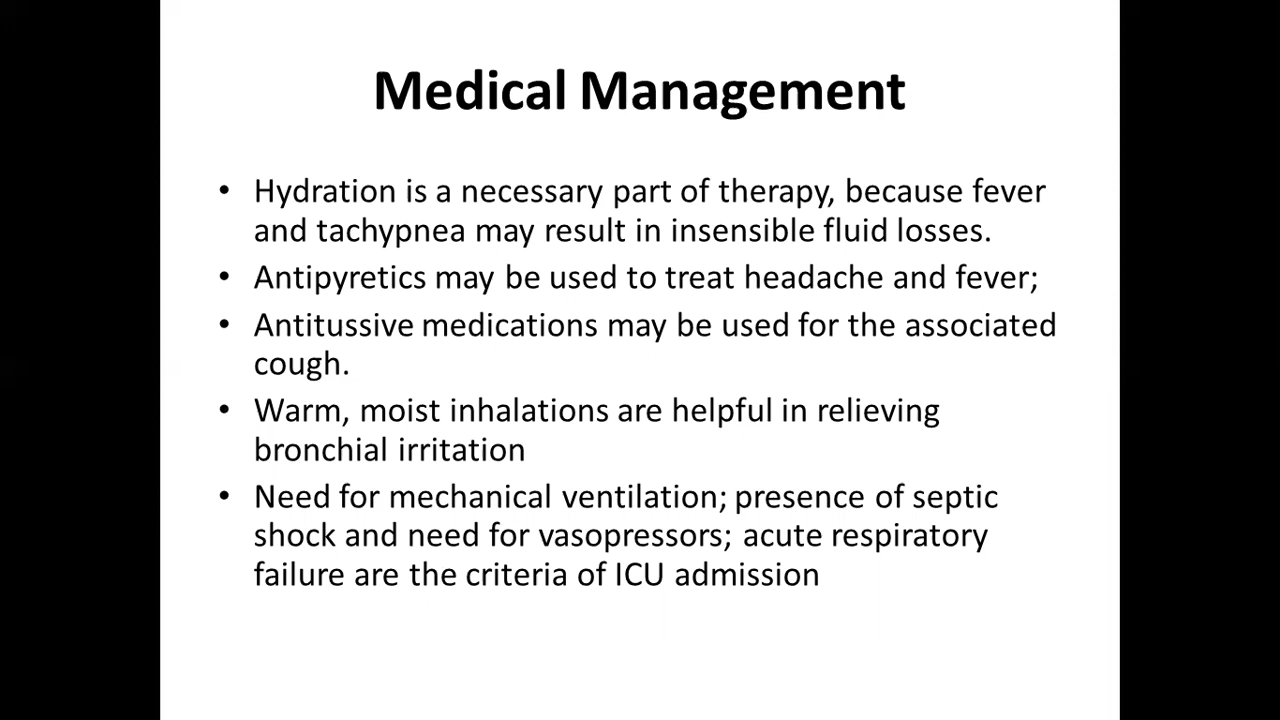 Medical Management
• Hydration is a necessary part of therapy, because fever
and tachypnea may result in insensible fluid losses.
• Antipyretics may be used to treat headache and fever;
• Antitussive medications may be used for the associated
cough.
• Warm, moist inhalations are helpful in relieving
bronchial irritation
• Need for mechanical ventilation; presence of septic
shock and need for vasopressors; acute respiratory
failure are the criteria of ICU admission